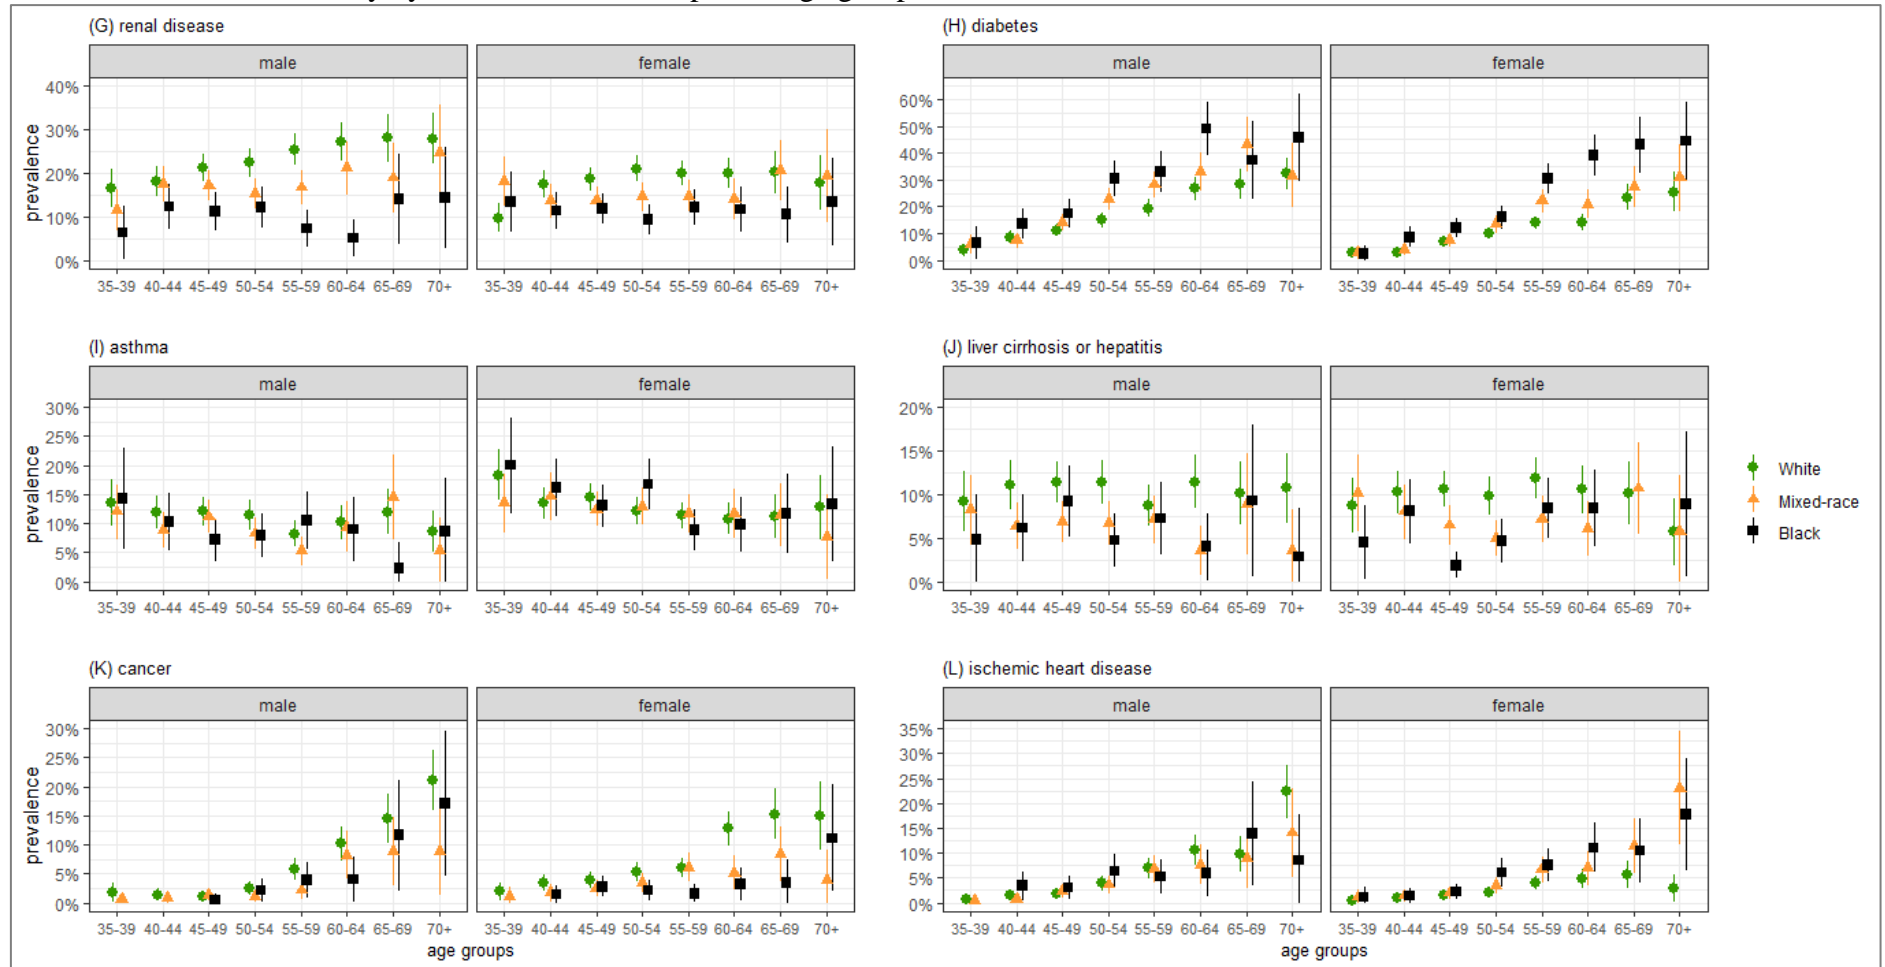 (G) renal disease
male female
40%
30%
20%
10%
0%
prevalence
35-39 40-44 45-49 50-54 55-59 60-64 65-69 70+ 35-39 40-44 45-49 50-54 55-59 60-64 65-69 70+
(H) diabetes
male female
60%
50%
40%
30%
20%
10%
0%
35-39 40-44 45-49 50-54 55-59 60-64 65-69 70+ 35-39 40-44 45-49 50-54 55-59 60-64 65-69 70+
(I) asthma
male female
30%
25%
20%
15%
10%
5%
0%
prevalence
35-39 40-44 45-49 50-54 55-59 60-64 65-69 70+ 35-39 40-44 45-49 50-54 55-59 60-64 65-69 70+
(J) liver cirrhosis or hepatitis
male female
20%
15%
10%
5%
0%
35-39 40-44 45-49 50-54 55-59 60-64 65-69 70+ 35-39 40-44 45-49 50-54 55-59 60-64 65-69 70+
White
Mixed-race
Black
(K) cancer
male female
30%
25%
20%
15%
10%
5%
0%
prevalence
35-39 40-44 45-49 50-54 55-59 60-64 65-69 70+ 35-39 40-44 45-49 50-54 55-59 60-64 65-69 70+
age groups
(L) ischemic heart disease
male female
35%
30%
25%
20%
15%
10%
5%
0%
35-39 40-44 45-49 50-54 55-59 60-64 65-69 70+ 35-39 40-44 45-49 50-54 55-59 60-64 65-69 70+
age groups